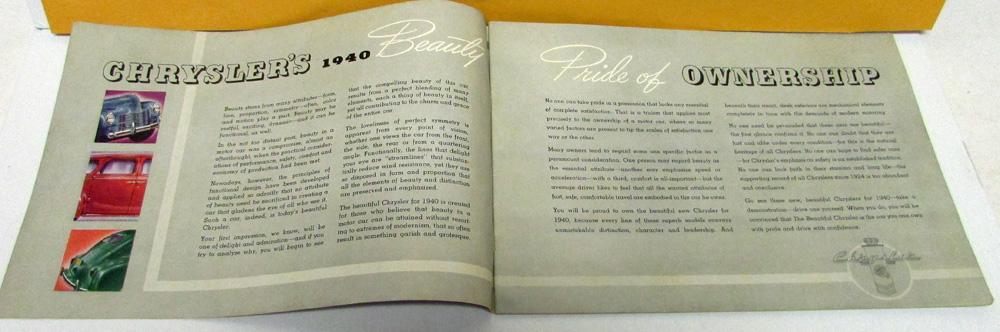 CHRYSLER'S 1940 Beauty
Beauty stems from many attributes—form,
line, proportion, symmetry—often, color
and motion play a part. Beauty may be
restful, exciting, dynamic—and it can be
functional, as well.
In the not too distant past, beauty in a
motor car was a compromise, almost an
afterthought, when the practical consider-
ations of performance, safety, comfort and
economy of production had been met.
Nowadays, however, the principles of
functional design have been developed
and applied so adroitly that no attribute
of beauty need be sacrificed in creating a
car that gladdens the eye of all who see it.
Such a car, indeed, is today's beautiful
Chrysler.
Your first impression, we know, will be
one of delight and admiration—and if you
try to analyze why, you will begin to see
that the compelling beauty of this car
results from a perfect blending of many
elements, each a thing of beauty in itself,
yet all contributing to the charm and grace
of the entire car.
The loveliness of perfect symmetry is
apparent from every point of vision,
whether one views the car from the front,
the side, the rear or from a quartering
angle. Functionally, the lines that delight
your eye are "streamlines" that substan-
tially reduce wind resistance, yet they are
so disposed in form and proportion that
all the elements of beauty and distinction
are preserved and emphasized.
The beautiful Chrysler for 1940 is created
for those who believe that beauty in a
motor car can be attained without resort-
ing to extremes of modernism, that so often
result in something garish and grotesque.
Pride of OWNERSHIP
No one can take pride in a possession that lacks any essential
of complete satisfaction. That is a truism that applies most
precisely to the ownership of a motor car, where so many
varied factors are present to tip the scales of satisfaction one
way or the other.
Many owners tend to regard some one specific factor as a
paramount consideration. One person may regard beauty as
the essential attribute—another may emphasize speed or
acceleration—with a third, comfort is all-important—but the
average driver likes to feel that all the wanted attributes of
fast, safe, comfortable travel are embodied in the car he owns.
You will be proud to own the beautiful new Chrysler for
1940, because every line of these superb models conveys
unmistakable distinction, character and leadership. And
beneath their smart, sleek exteriors are mechanical elements
completely in tune with the demands of modern motoring.
No one need be persuaded that these cars are beautiful—
the first glance confirms it. No one can doubt that they are
fast and able under every condition—for this is the natural
heritage of all Chryslers. No one can hope to find safer cars
—for Chrysler's emphasis on safety is an established tradition.
No one can lack faith in their stamina and long life—the
supporting record of all Chryslers since 1924 is too abundant
and conclusive.
Go see these new, beautiful Chryslers for 1940—take a
demonstration—drive one yourself. When you do, you will be
convinced that The Beautiful Chrysler is the car you can own
with pride and drive with confidence.